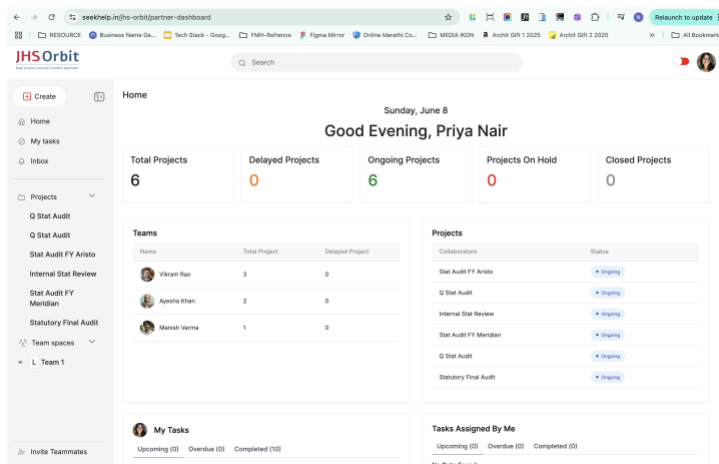 seekhelp.in/jhs-orbit/partner-dashboard
Relaunch to update
RESOURCE
Business Name Ge...
Tech Stack - Goog...
FMH-Refrence
Figma Mirror
Online Marathi Co...
MEDIA IKON
Archit Gift 1 2025
Archit Gift 2 2025
»
All Bookmark
JHS Orbit
Search
Create
Home
My tasks
Inbox
Projects
Q Stat Audit
Q Stat Audit
Stat Audit FY Aristo
Internal Stat Review
Stat Audit FY
Meridian
Statutory Final Audit
Team spaces
L Team 1
Invite Teammates
Home
Sunday, June 8
Good Evening, Priya Nair
Total Projects
6
Delayed Projects
0
Ongoing Projects
6
Projects On Hold
0
Closed Projects
0
Teams
Name Total Project Delayed Project
Vikram Rao 3 0
Ayesha Khan 2 0
Manish Verma 1 0
Projects
Collaborators Status
Stat Audit FY Aristo Ongoing
Q Stat Audit Ongoing
Internal Stat Review Ongoing
Stat Audit FY Meridian Ongoing
Q Stat Audit Ongoing
Statutory Final Audit Ongoing
My Tasks
Upcoming (0) Overdue (0) Completed (10)
Tasks Assigned By Me
Upcoming (0) Overdue (0) Completed (0)